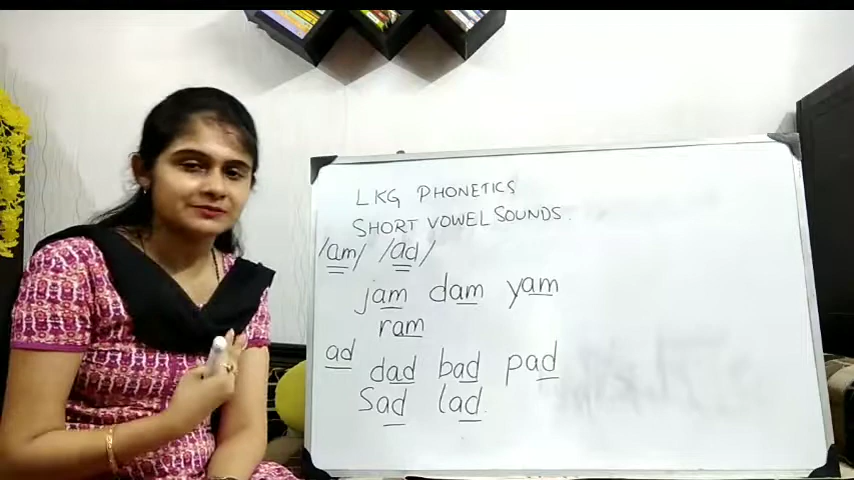 LKG PHONETICS
SHORT VOWEL SOUNDS.
/am/ /ad/
jam dam yam
ram
ad
dad bad pad
Sad lad.